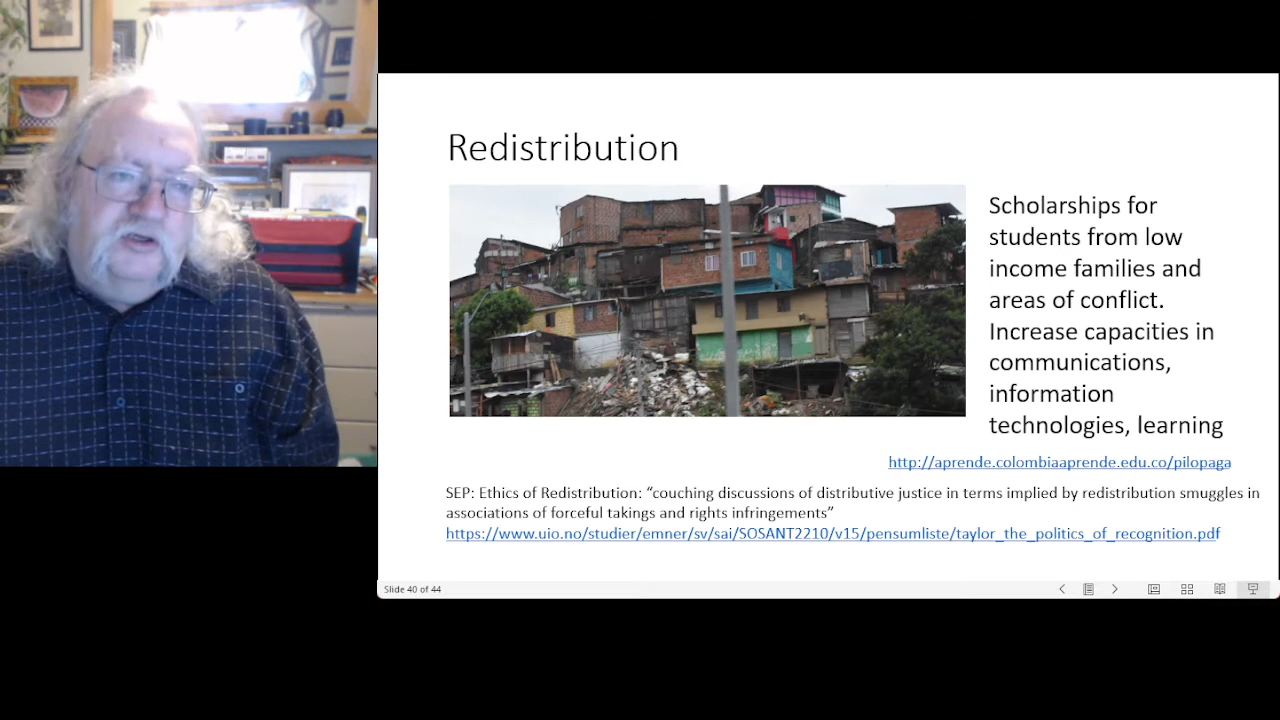 Redistribution
Scholarships for
students from low
income families and
areas of conflict.
Increase capacities in
communications,
information
technologies, learning
http://aprende.colombiaaprende.edu.co/pilopaga
SEP: Ethics of Redistribution: “couching discussions of distributive justice in terms implied by redistribution smuggles in
associations of forceful takings and rights infringements”
https://www.uio.no/studier/emner/sv/sai/SOSANT2210/v15/pensumliste/taylor_the_politics_of_recognition.pdf
Slide 40 of 44